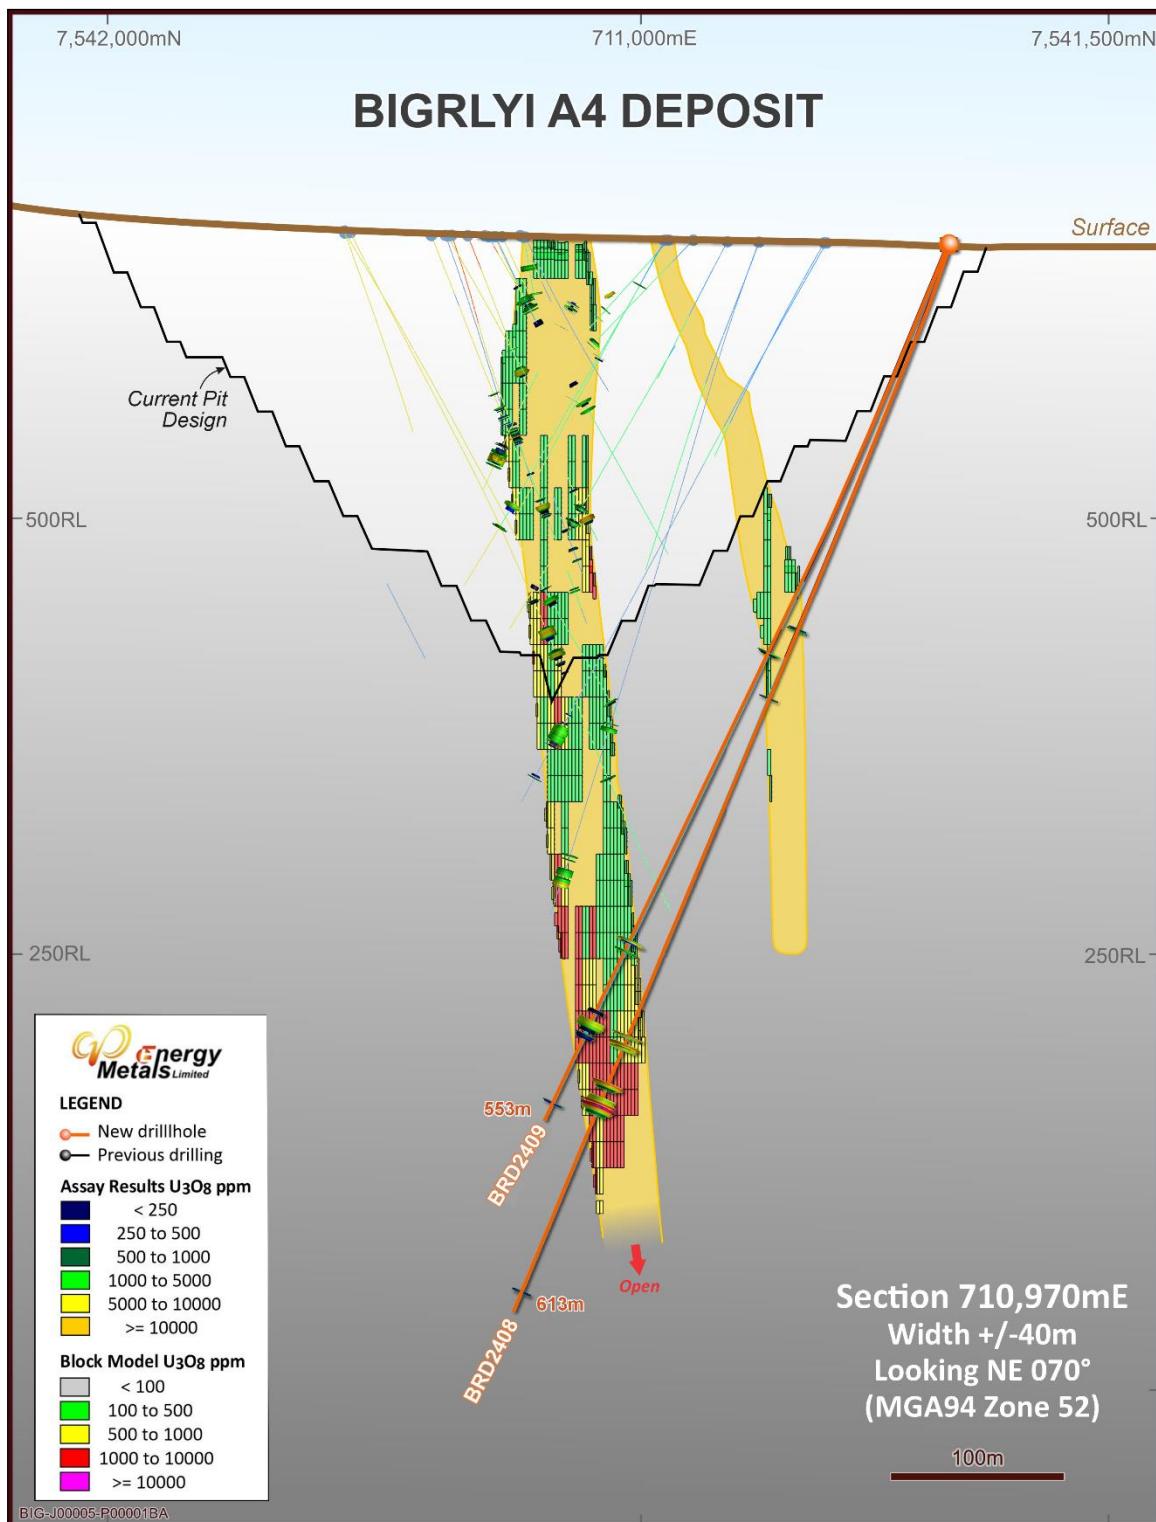 7,542,000mN
711,000mE
7,541,500mN
BIGRLYI A4 DEPOSIT
Surface
Current Pit
Design
500RL
500RL
250RL
250RL
553m
BRD2409
613m
BRD2408
Open
Energy
Metals Limited
LEGEND
New drilllhole
Previous drilling
Assay Results U3O8 ppm
< 250
250 to 500
500 to 1000
1000 to 5000
5000 to 10000
>= 10000
Block Model U3O8 ppm
< 100
100 to 500
500 to 1000
1000 to 10000
>= 10000
Section 710,970mE
Width +/-40m
Looking NE 070°
(MGA94 Zone 52)
100m
BIG-J00005-P00001BA